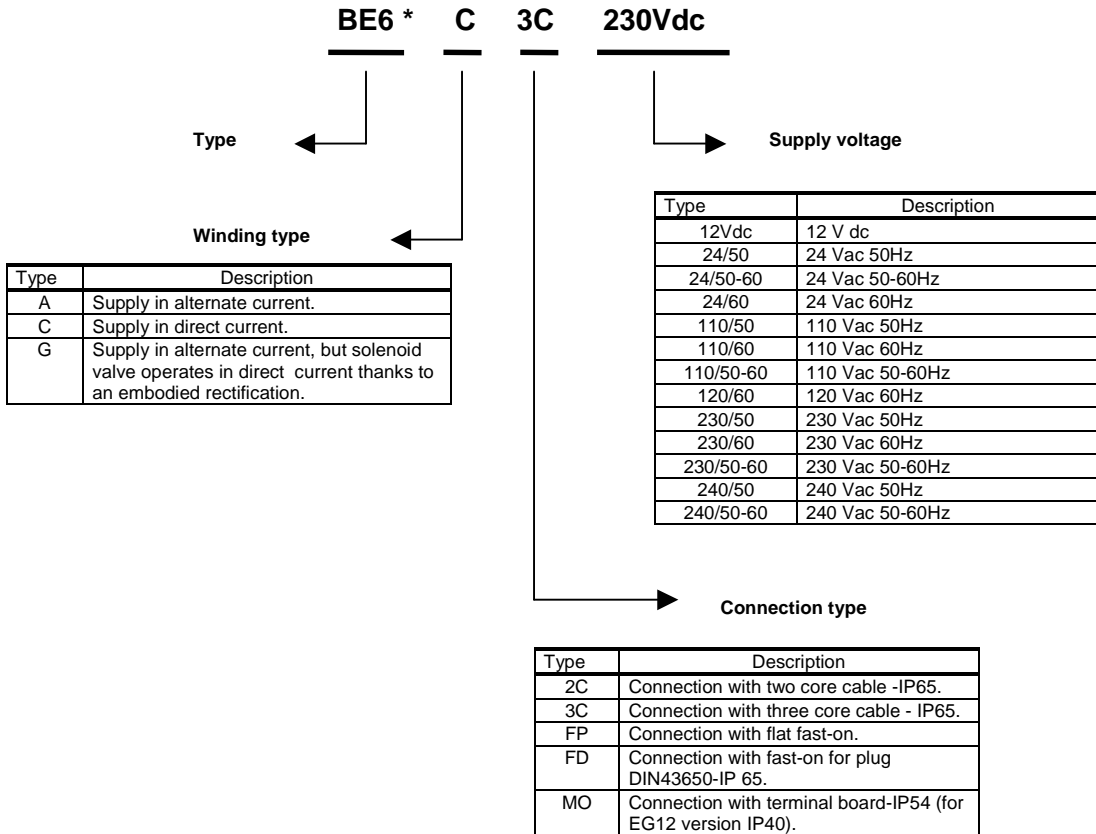 BE6 * C 3C 230Vdc
Type
Supply voltage
Winding type
Type Description
A Supply in alternate current.
C Supply in direct current.
G Supply in alternate current, but solenoid
valve operates in direct current thanks to
an embodied rectification.
Type Description
12Vdc 12 V dc
24/50 24 Vac 50Hz
24/50-60 24 Vac 50-60Hz
24/60 24 Vac 60Hz
110/50 110 Vac 50Hz
110/60 110 Vac 60Hz
110/50-60 110 Vac 50-60Hz
120/60 120 Vac 60Hz
230/50 230 Vac 50Hz
230/60 230 Vac 60Hz
230/50-60 230 Vac 50-60Hz
240/50 240 Vac 50Hz
240/50-60 240 Vac 50-60Hz
Connection type
Type Description
2C Connection with two core cable -IP65.
3C Connection with three core cable - IP65.
FP Connection with flat fast-on.
FD Connection with fast-on for plug
DIN43650-IP 65.
MO Connection with terminal board-IP54 (for
EG12 version IP40).